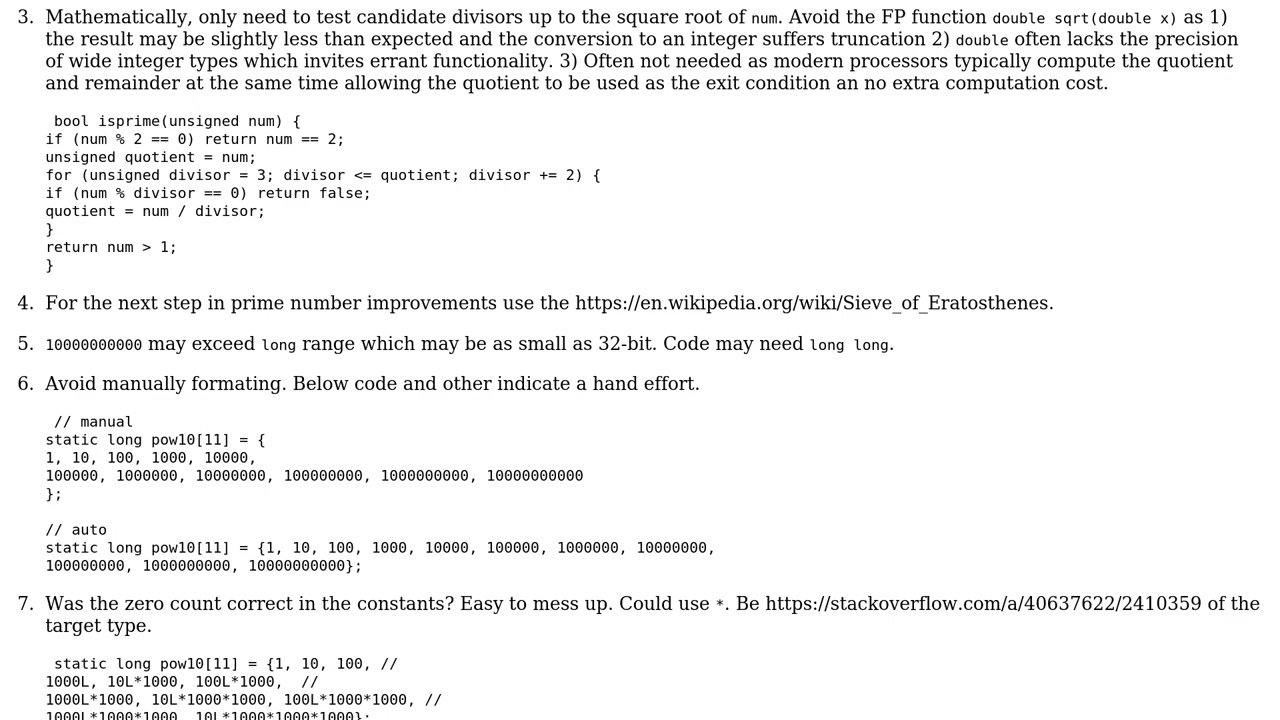 3. Mathematically, only need to test candidate divisors up to the square root of num. Avoid the FP function double sqrt(double x) as 1)
the result may be slightly less than expected and the conversion to an integer suffers truncation 2) double often lacks the precision
of wide integer types which invites errant functionality. 3) Often not needed as modern processors typically compute the quotient
and remainder at the same time allowing the quotient to be used as the exit condition an no extra computation cost.
bool isprime(unsigned num) {
if (num % 2 == 0) return num == 2;
unsigned quotient = num;
for (unsigned divisor = 3; divisor <= quotient; divisor += 2) {
if (num % divisor == 0) return false;
quotient = num / divisor;
}
return num > 1;
}
4. For the next step in prime number improvements use the https://en.wikipedia.org/wiki/Sieve_of_Eratosthenes.
5. 10000000000 may exceed long range which may be as small as 32-bit. Code may need long long.
6. Avoid manually formating. Below code and other indicate a hand effort.
// manual
static long pow10[11] = {
1, 10, 100, 1000, 10000,
100000, 1000000, 10000000, 100000000, 1000000000, 10000000000
};
// auto
static long pow10[11] = {1, 10, 100, 1000, 10000, 100000, 1000000, 10000000,
100000000, 1000000000, 10000000000};
7. Was the zero count correct in the constants? Easy to mess up. Could use *. Be https://stackoverflow.com/a/40637622/2410359 of the
target type.
static long pow10[11] = {1, 10, 100, //
1000L, 10L*1000, 100L*1000,  //
1000L*1000, 10L*1000*1000, 100L*1000*1000, //
1000L*1000*1000, 10L*1000*1000*1000};